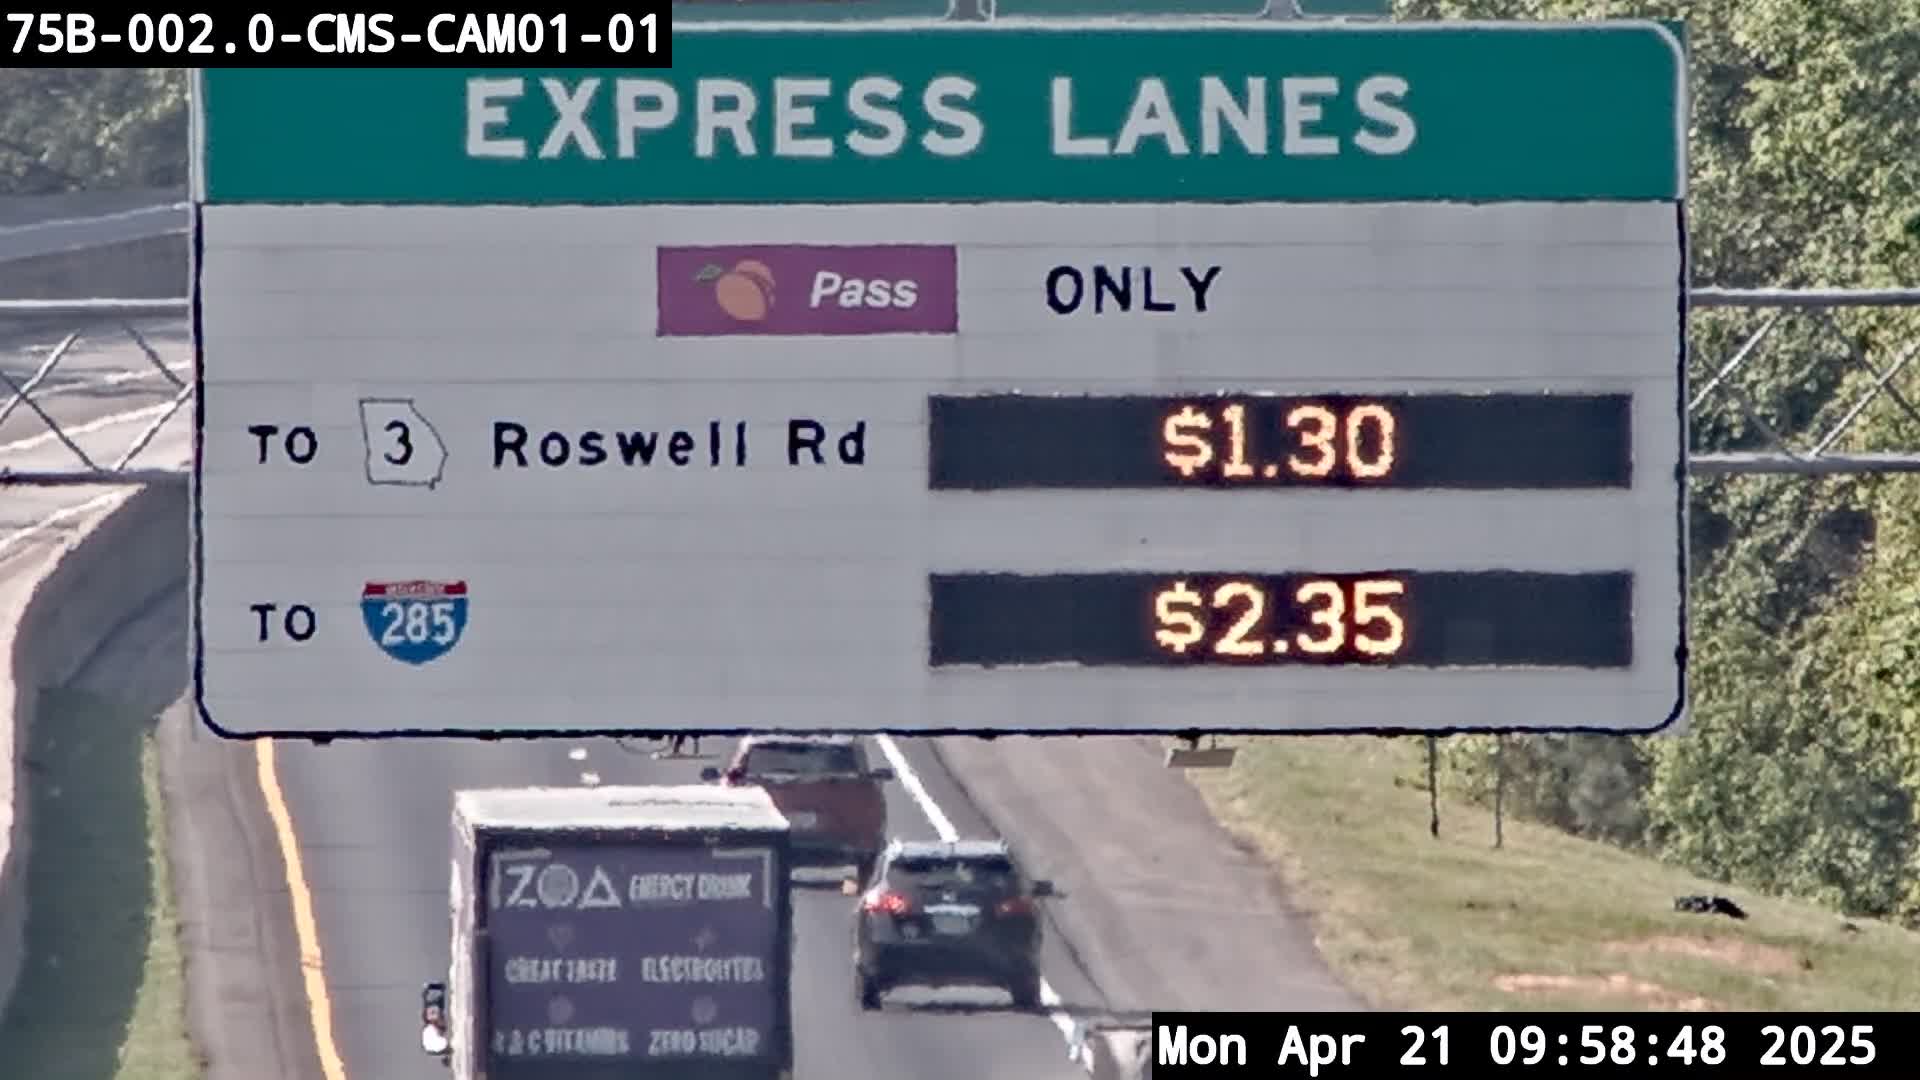 75B-002.0-CMS-CAM01-01
EXPRESS LANES
Pass ONLY
TO 3 Roswell Rd $1.30
TO 285 $2.35
ZOA ENERGY DRINK
GREAT TASTE ELECTROLYTES
& C VITAMINS ZERO SUGAR
Mon Apr 21 09:58:48 2025